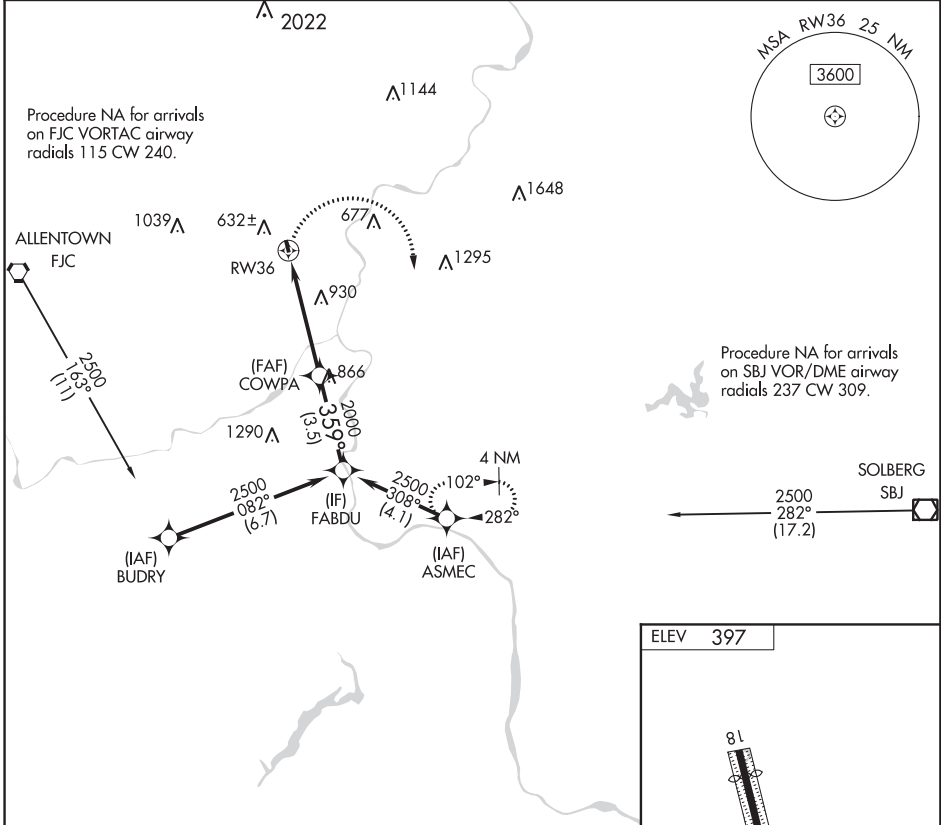 2022
MSA RW36 25 NM
3600
1144
Procedure NA for arrivals
on FJC VORTAC airway
radials 115 CW 240.
1648
1039
632±
677
ALLENTOWN
FJC
RW36
1295
930
2500
163°
(11)
(FAF)
COWPA
866
Procedure NA for arrivals
on SBJ VOR/DME airway
radials 237 CW 309.
2000
359°
(3.5)
1290
4 NM
2500
082°
(6.7)
(IF)
FABDU
2500
308°
(4.1)
102°
282°
SOLBERG
SBJ
2500
282°
(17.2)
(IAF)
BUDRY
(IAF)
ASMEC
ELEV 397
18